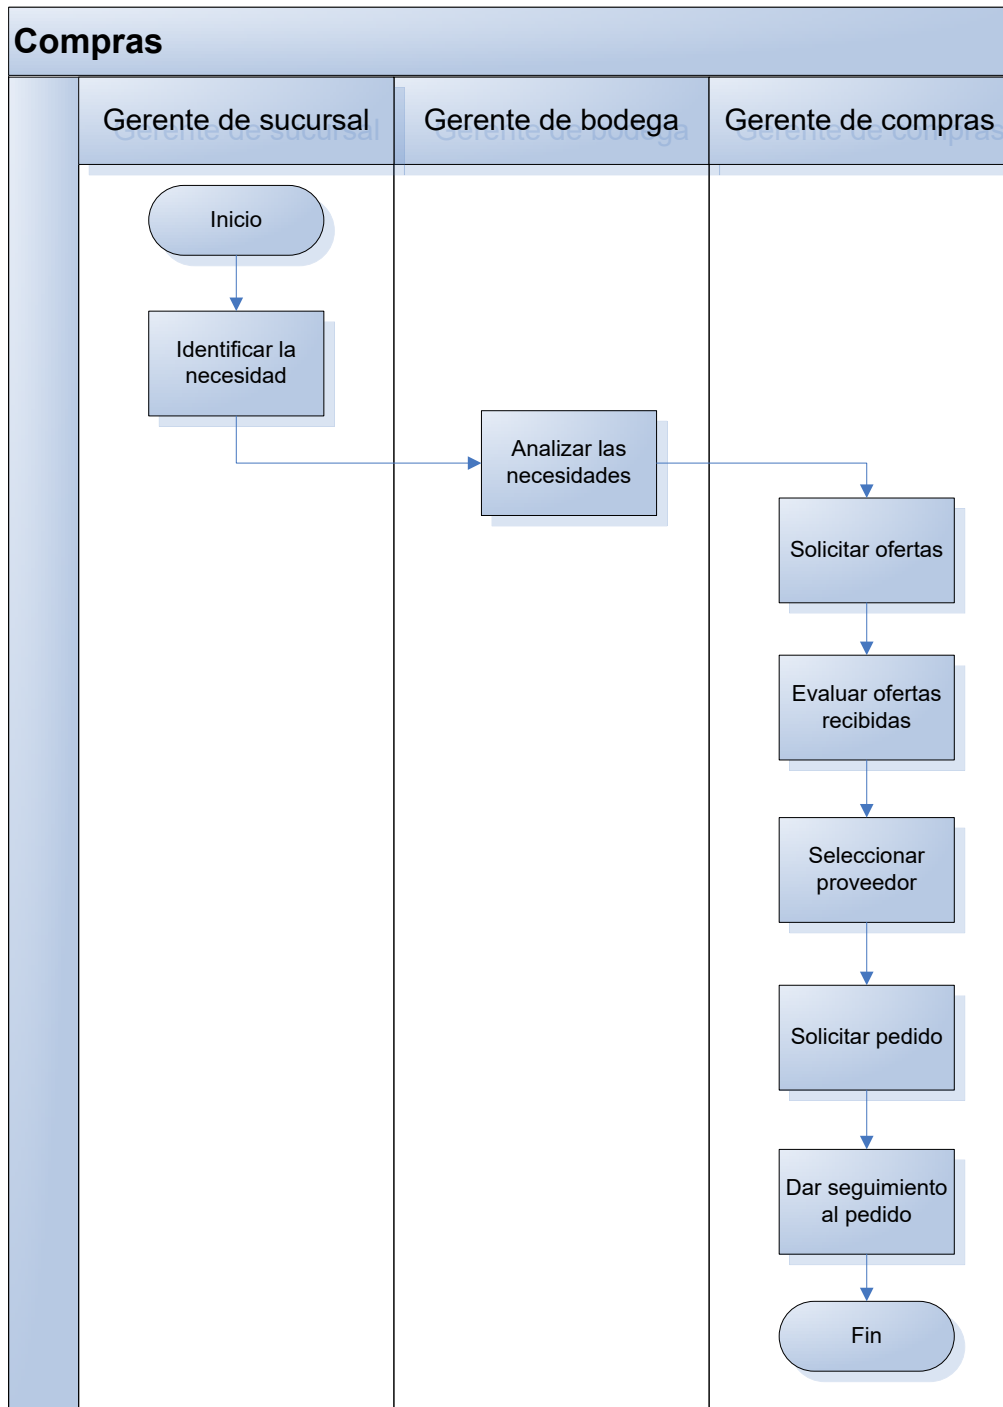 Compras
Gerente de sucursal
Gerente de bodega
Gerente de compras
Inicio
Identificar la
necesidad
Analizar las
necesidades
Solicitar ofertas
Evaluar ofertas
recibidas
Seleccionar
proveedor
Solicitar pedido
Dar seguimiento
al pedido
Fin